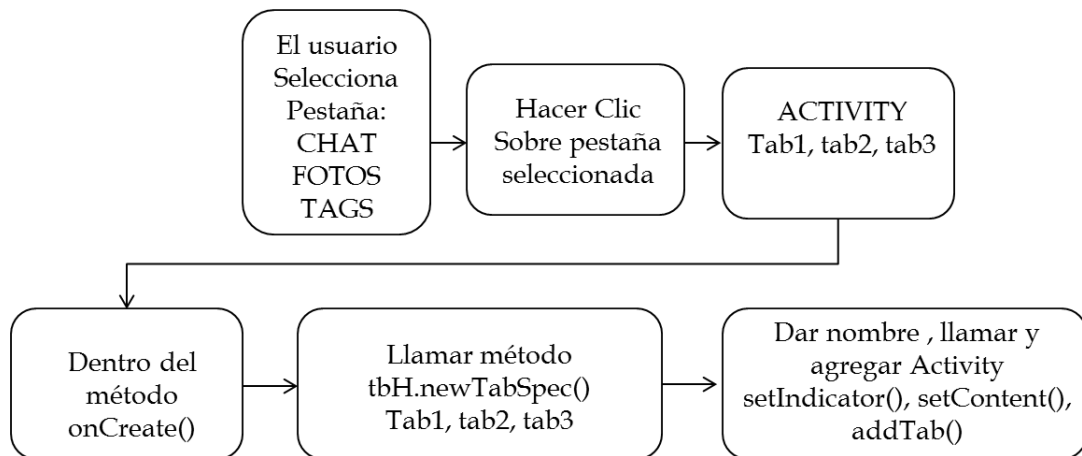 El usuario
Selecciona
Pestaña:
CHAT
FOTOS
TAGS
Hacer Clic
Sobre pestaña
seleccionada
ACTIVITY
Tab1, tab2, tab3
Dentro del
método
onCreate()
Llamar método
tbH.newTabSpec()
Tab1, tab2, tab3
Dar nombre , llamar y
agregar Activity
setIndicator(), setContent(),
addTab()